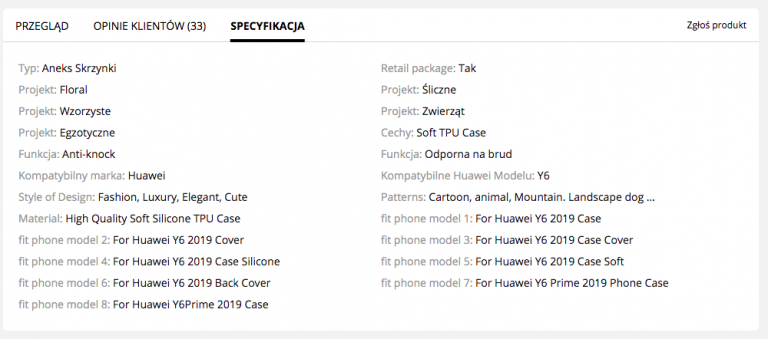 PRZEGLĄD OPINIE KLIENTÓW (33) SPECYFIKACJA Zgłoś produkt
Typ: Aneks Skrzynki Retail package: Tak
Projekt: Floral Projekt: Śliczne
Projekt: Wzorzyste Projekt: Zwierząt
Projekt: Egzotyczne Cechy: Soft TPU Case
Funkcja: Anti-knock Funkcja: Odporna na brud
Kompatybilny marka: Huawei Kompatybilne Huawei Modelu: Y6
Style of Design: Fashion, Luxury, Elegant, Cute Patterns: Cartoon, animal, Mountain. Landscape dog ...
Material: High Quality Soft Silicone TPU Case fit phone model 1: For Huawei Y6 2019 Case
fit phone model 2: For Huawei Y6 2019 Cover fit phone model 3: For Huawei Y6 2019 Case Cover
fit phone model 4: For Huawei Y6 2019 Case Silicone fit phone model 5: For Huawei Y6 2019 Case Soft
fit phone model 6: For Huawei Y6 2019 Back Cover fit phone model 7: For Huawei Y6 Prime 2019 Phone Case
fit phone model 8: For Huawei Y6Prime 2019 Case